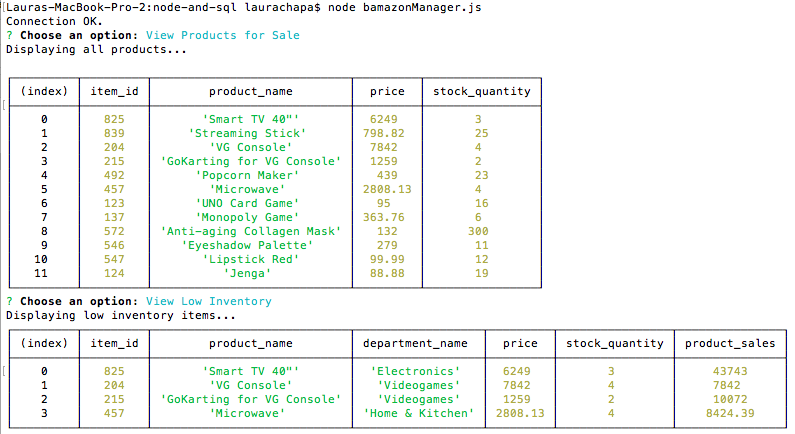 Lauras-MacBook-Pro-2:node-and-sql laurachapa$ node bamazonManager.js
Connection OK.
? Choose an option: View Products for Sale
Displaying all products...
(index) item_id product_name price stock_quantity
0 825 'Smart TV 40"' 6249 3
1 839 'Streaming Stick' 798.82 25
2 204 'VG Console' 7842 4
3 215 'GoKarting for VG Console' 1259 2
4 492 'Popcorn Maker' 439 23
5 457 'Microwave' 2808.13 4
6 123 'UNO Card Game' 95 16
7 137 'Monopoly Game' 363.76 6
8 572 'Anti-aging Collagen Mask' 132 300
9 546 'Eyeshadow Palette' 279 11
10 547 'Lipstick Red' 99.99 12
11 124 'Jenga' 88.88 19
? Choose an option: View Low Inventory
Displaying low inventory items...
(index) item_id product_name department_name price stock_quantity product_sales
0 825 'Smart TV 40"' 'Electronics' 6249 3 43743
1 204 'VG Console' 'Videogames' 7842 4 7842
2 215 'GoKarting for VG Console' 'Videogames' 1259 2 10072
3 457 'Microwave' 'Home & Kitchen' 2808.13 4 8424.39